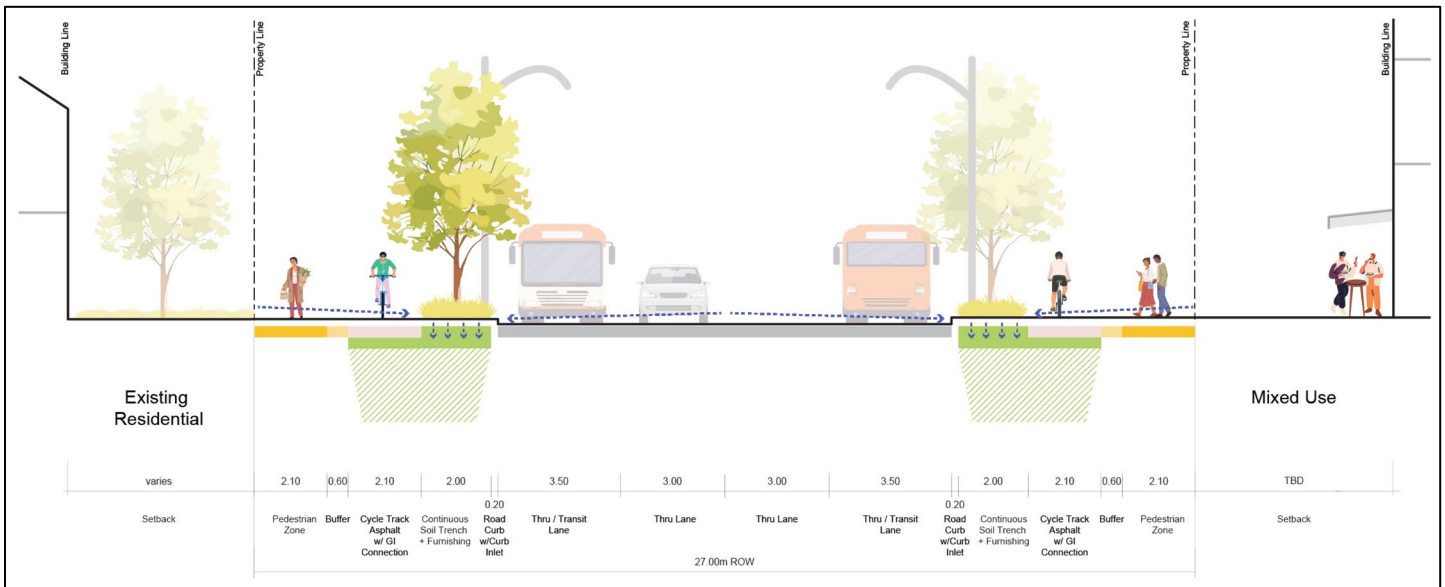 Building Line
Property Line
Property Line
Building Line
Existing
Residential
Mixed Use
varies
2.10
0.60
2.10
2.00
0.20
3.50
3.00
3.00
3.50
0.20
2.00
2.10
0.60
2.10
TBD
Setback
Pedestrian
Zone
Buffer
Cycle Track
Asphalt
w/ GI
Connection
Continuous
Soil Trench
+ Furnishing
Road
Curb
w/Curb
Inlet
Thru / Transit
Lane
Thru Lane
Thru Lane
Thru / Transit
Lane
Road
Curb
w/Curb
Inlet
Continuous
Soil Trench
+ Furnishing
Cycle Track
Asphalt
w/ GI
Connection
Buffer
Pedestrian
Zone
Setback
27.00m ROW